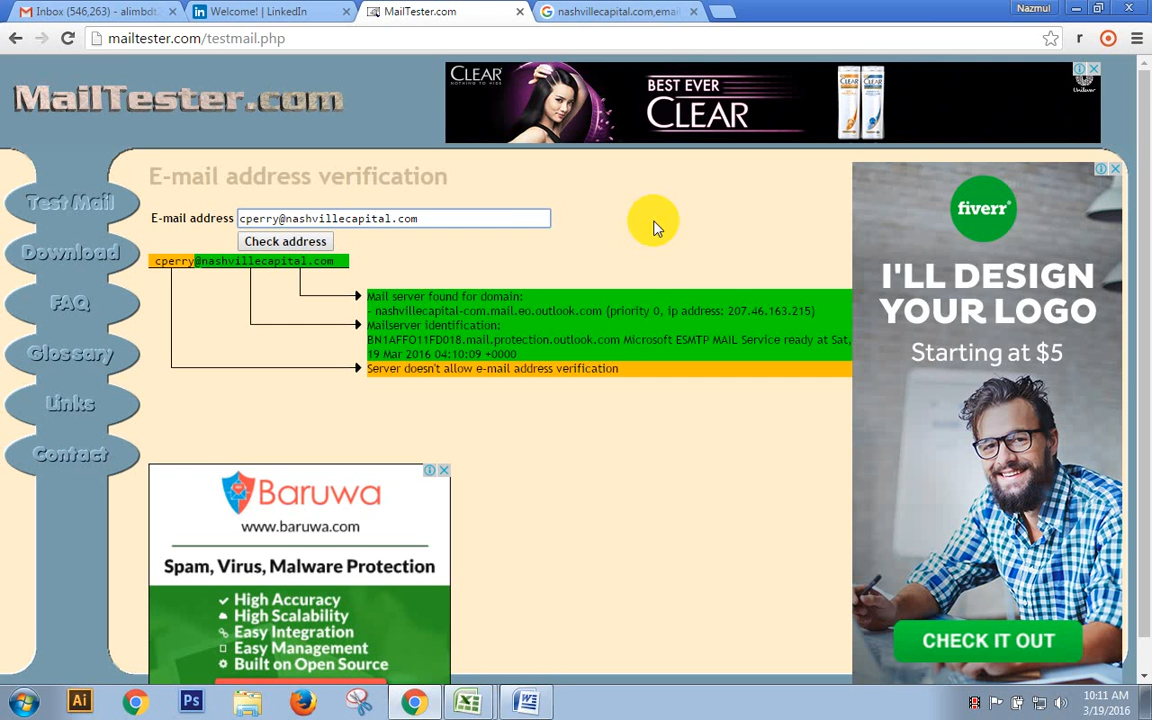 Inbox (546,263) - alimbdt
Welcome! | LinkedIn
MailTester.com
nashvillecapital.com,email
Nazmul
mailtester.com/testmail.php
MailTester.com
CLEAR
BEST EVER
CLEAR
Unilever
Test Mail
Download
FAQ
Glossary
Links
Contact
E-mail address verification
E-mail address
cperry@nashvillecapital.com
Check address
cperry@nashvillecapital.com
Mail server found for domain:
- nashvillecapital-com.mail.eo.outlook.com (priority 0, ip address: 207.46.163.215)
Mailserver identification:
BN1AFFO11FD018.mail.protection.outlook.com Microsoft ESMTP MAIL Service ready at Sat,
19 Mar 2016 04:10:09 +0000
Server doesn't allow e-mail address verification
Baruwa
www.baruwa.com
Spam, Virus, Malware Protection
High Accuracy
High Scalability
Easy Integration
Easy Management
Built on Open Source
fiverr
I'LL DESIGN
YOUR LOGO
Starting at $5
CHECK IT OUT
Ai
Ps
10:11 AM
3/19/2016